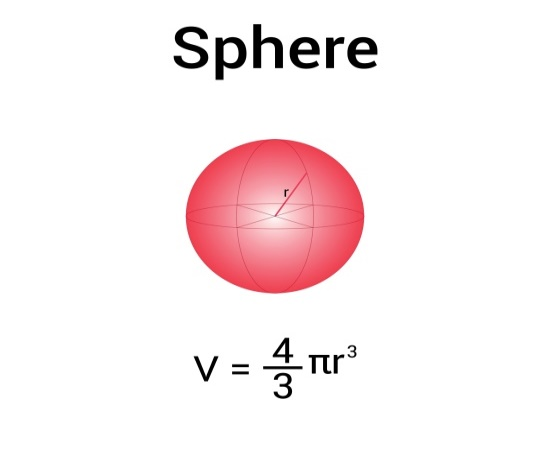 Sphere
r
V = 4/3 πr³